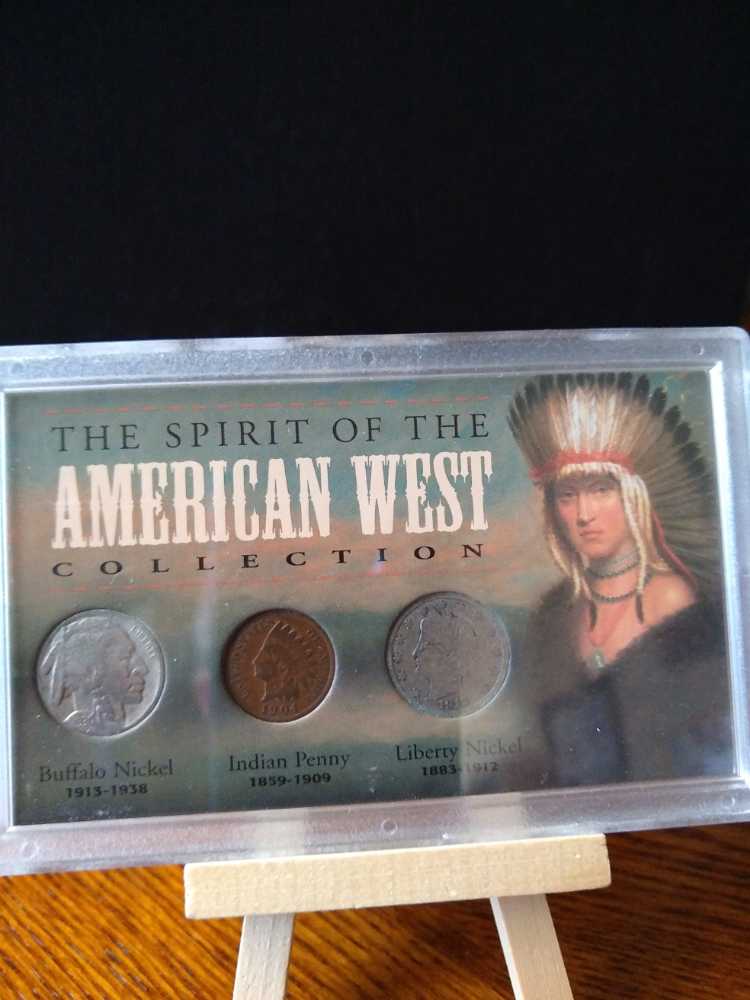 THE SPIRIT OF THE
AMERICAN WEST
COLLECTION
Buffalo Nickel
1913-1938
Indian Penny
1859-1909
Liberty Nickel
1883-1912